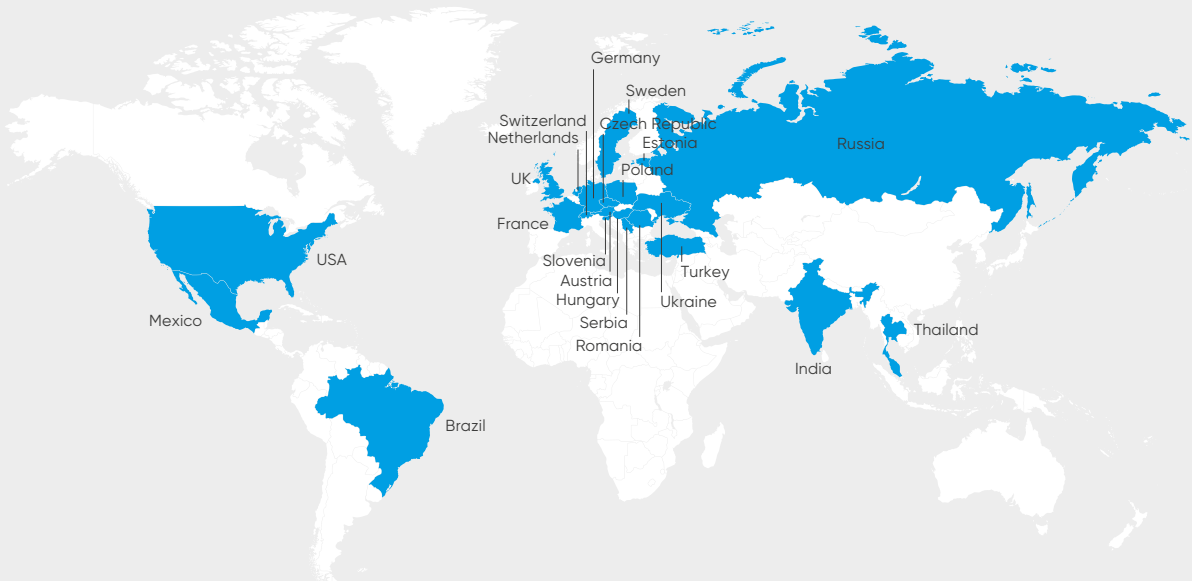 Germany
Sweden
Switzerland
Czech Republic
Netherlands
Estonia
Russia
Poland
UK
France
USA
Slovenia
Turkey
Austria
Hungary
Ukraine
Mexico
Serbia
Thailand
Romania
India
Brazil